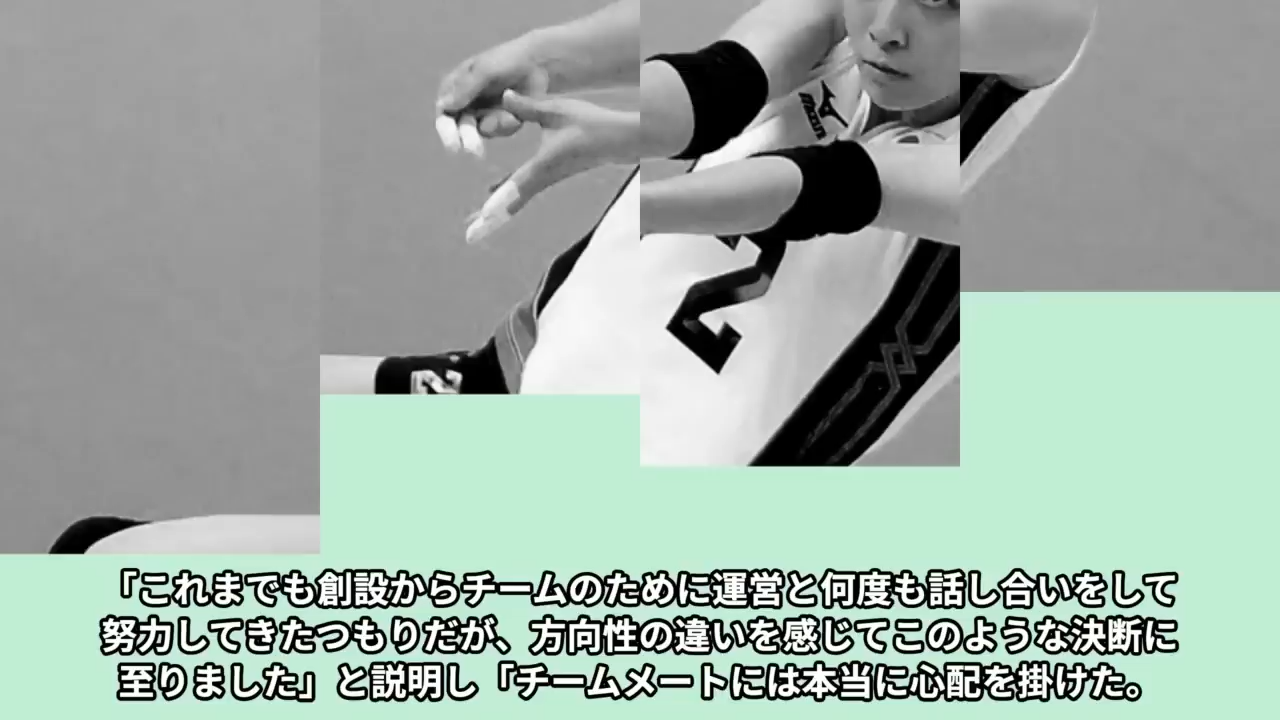 MIZUNO
2
「これまでも創設からチームのために運営と何度も話し合いをして
努力してきたつもりだが、方向性の違いを感じてこのような決断に
至りました」と説明し「チームメートには本当に心配を掛けた。